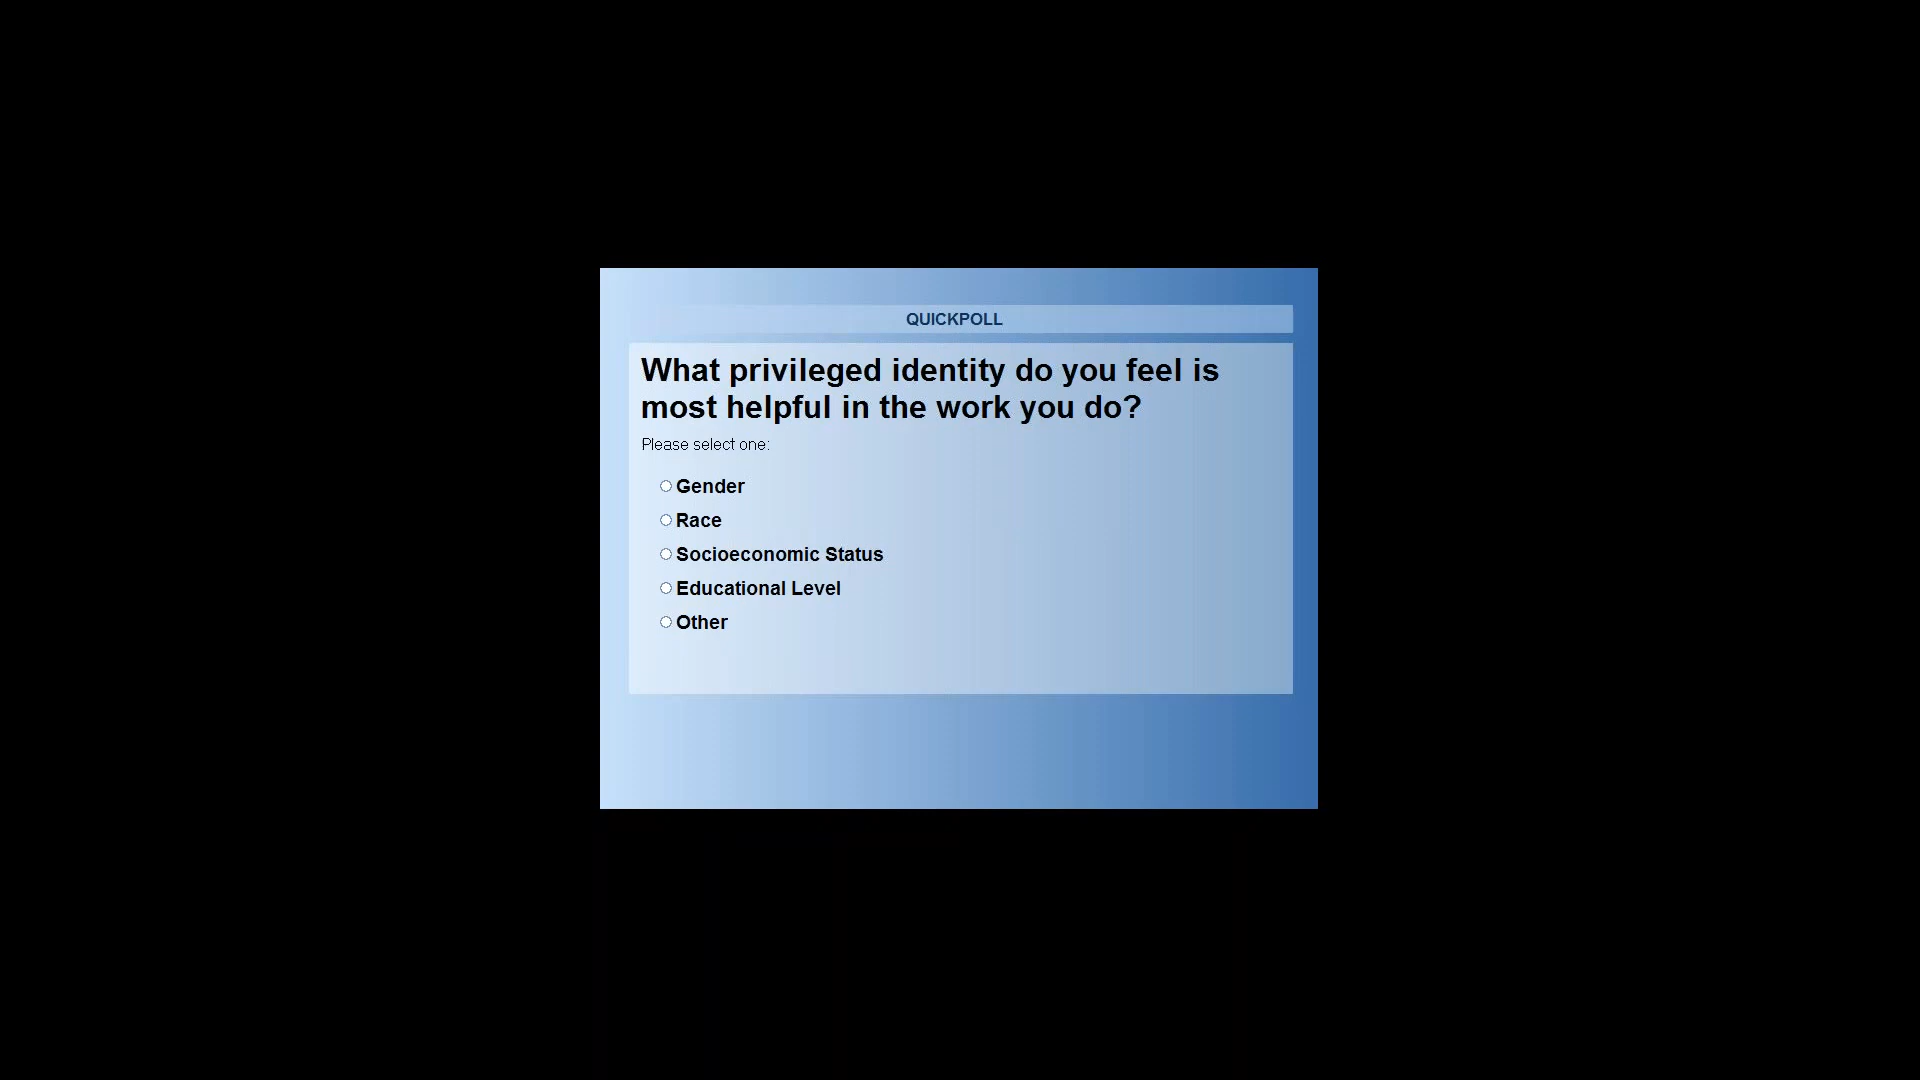 QUICKPOLL
What privileged identity do you feel is
most helpful in the work you do?
Please select one:
Gender
Race
Socioeconomic Status
Educational Level
Other